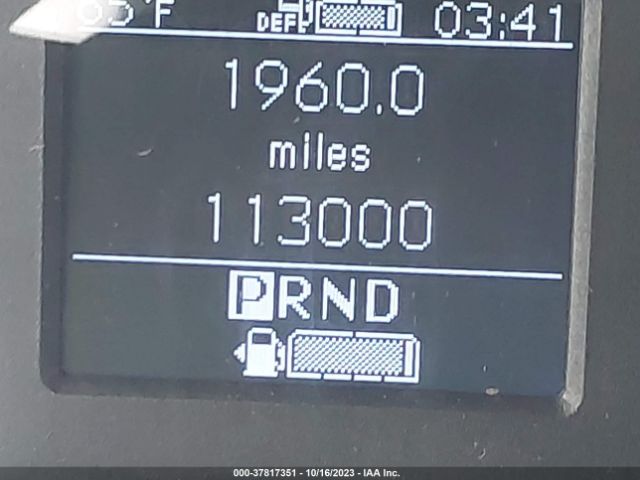 °F DEF 03:41
1960.0
miles
113000
PRND
000-37817351 - 10/16/2023 - IAA Inc.